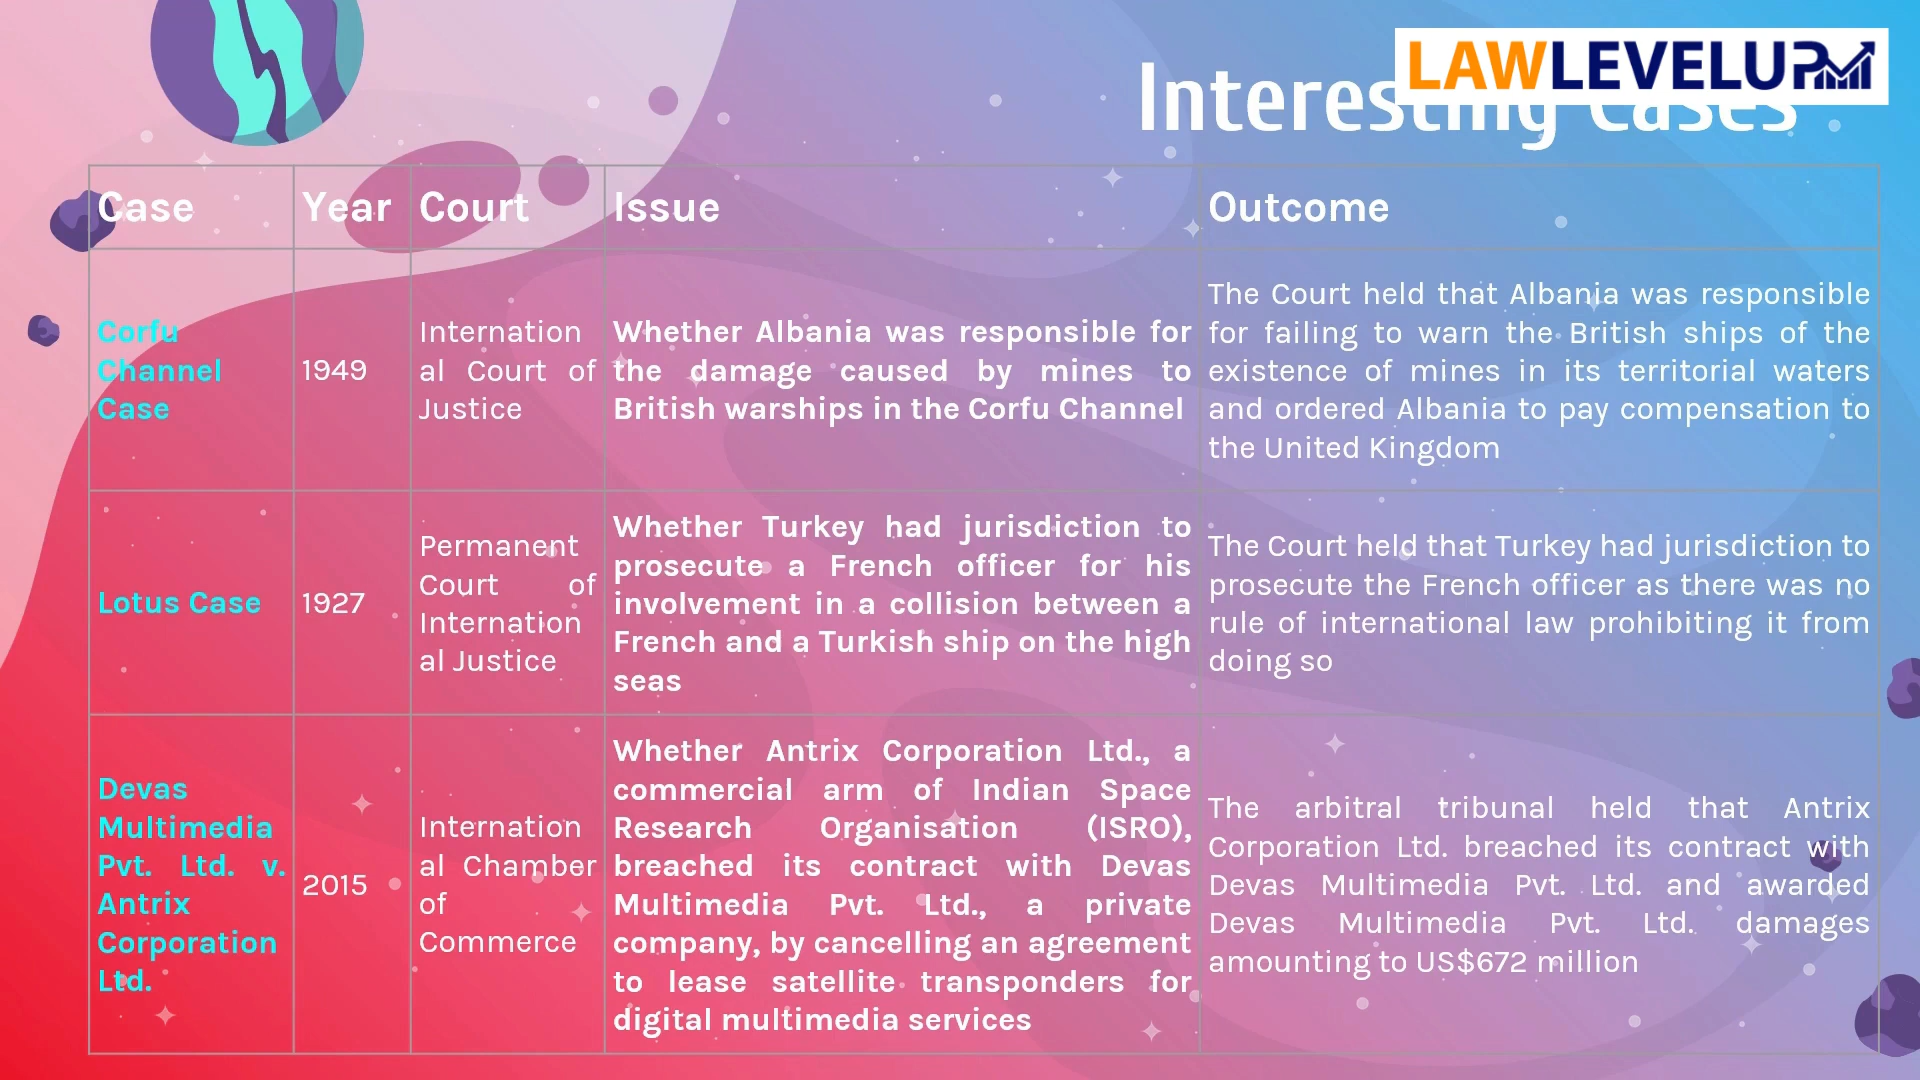 LAWLEVELUP
Interesting Cases
Case Year Court Issue Outcome
Corfu
Channel
Case
1949
Internation
al Court of
Justice
Whether Albania was responsible for
the damage caused by mines to
British warships in the Corfu Channel
The Court held that Albania was responsible
for failing to warn the British ships of the
existence of mines in its territorial waters
and ordered Albania to pay compensation to
the United Kingdom
Lotus Case
1927
Permanent
Court of
Internation
al Justice
Whether Turkey had jurisdiction to
prosecute a French officer for his
involvement in a collision between a
French and a Turkish ship on the high
seas
The Court held that Turkey had jurisdiction to
prosecute the French officer as there was no
rule of international law prohibiting it from
doing so
Devas
Multimedia
Pvt. Ltd. v.
Antrix
Corporation
Ltd.
2015
Internation
al Chamber
of
Commerce
Whether Antrix Corporation Ltd., a
commercial arm of Indian Space
Research Organisation (ISRO),
breached its contract with Devas
Multimedia Pvt. Ltd., a private
company, by cancelling an agreement
to lease satellite transponders for
digital multimedia services
The arbitral tribunal held that Antrix
Corporation Ltd. breached its contract with
Devas Multimedia Pvt. Ltd. and awarded
Devas Multimedia Pvt. Ltd. damages
amounting to US$672 million